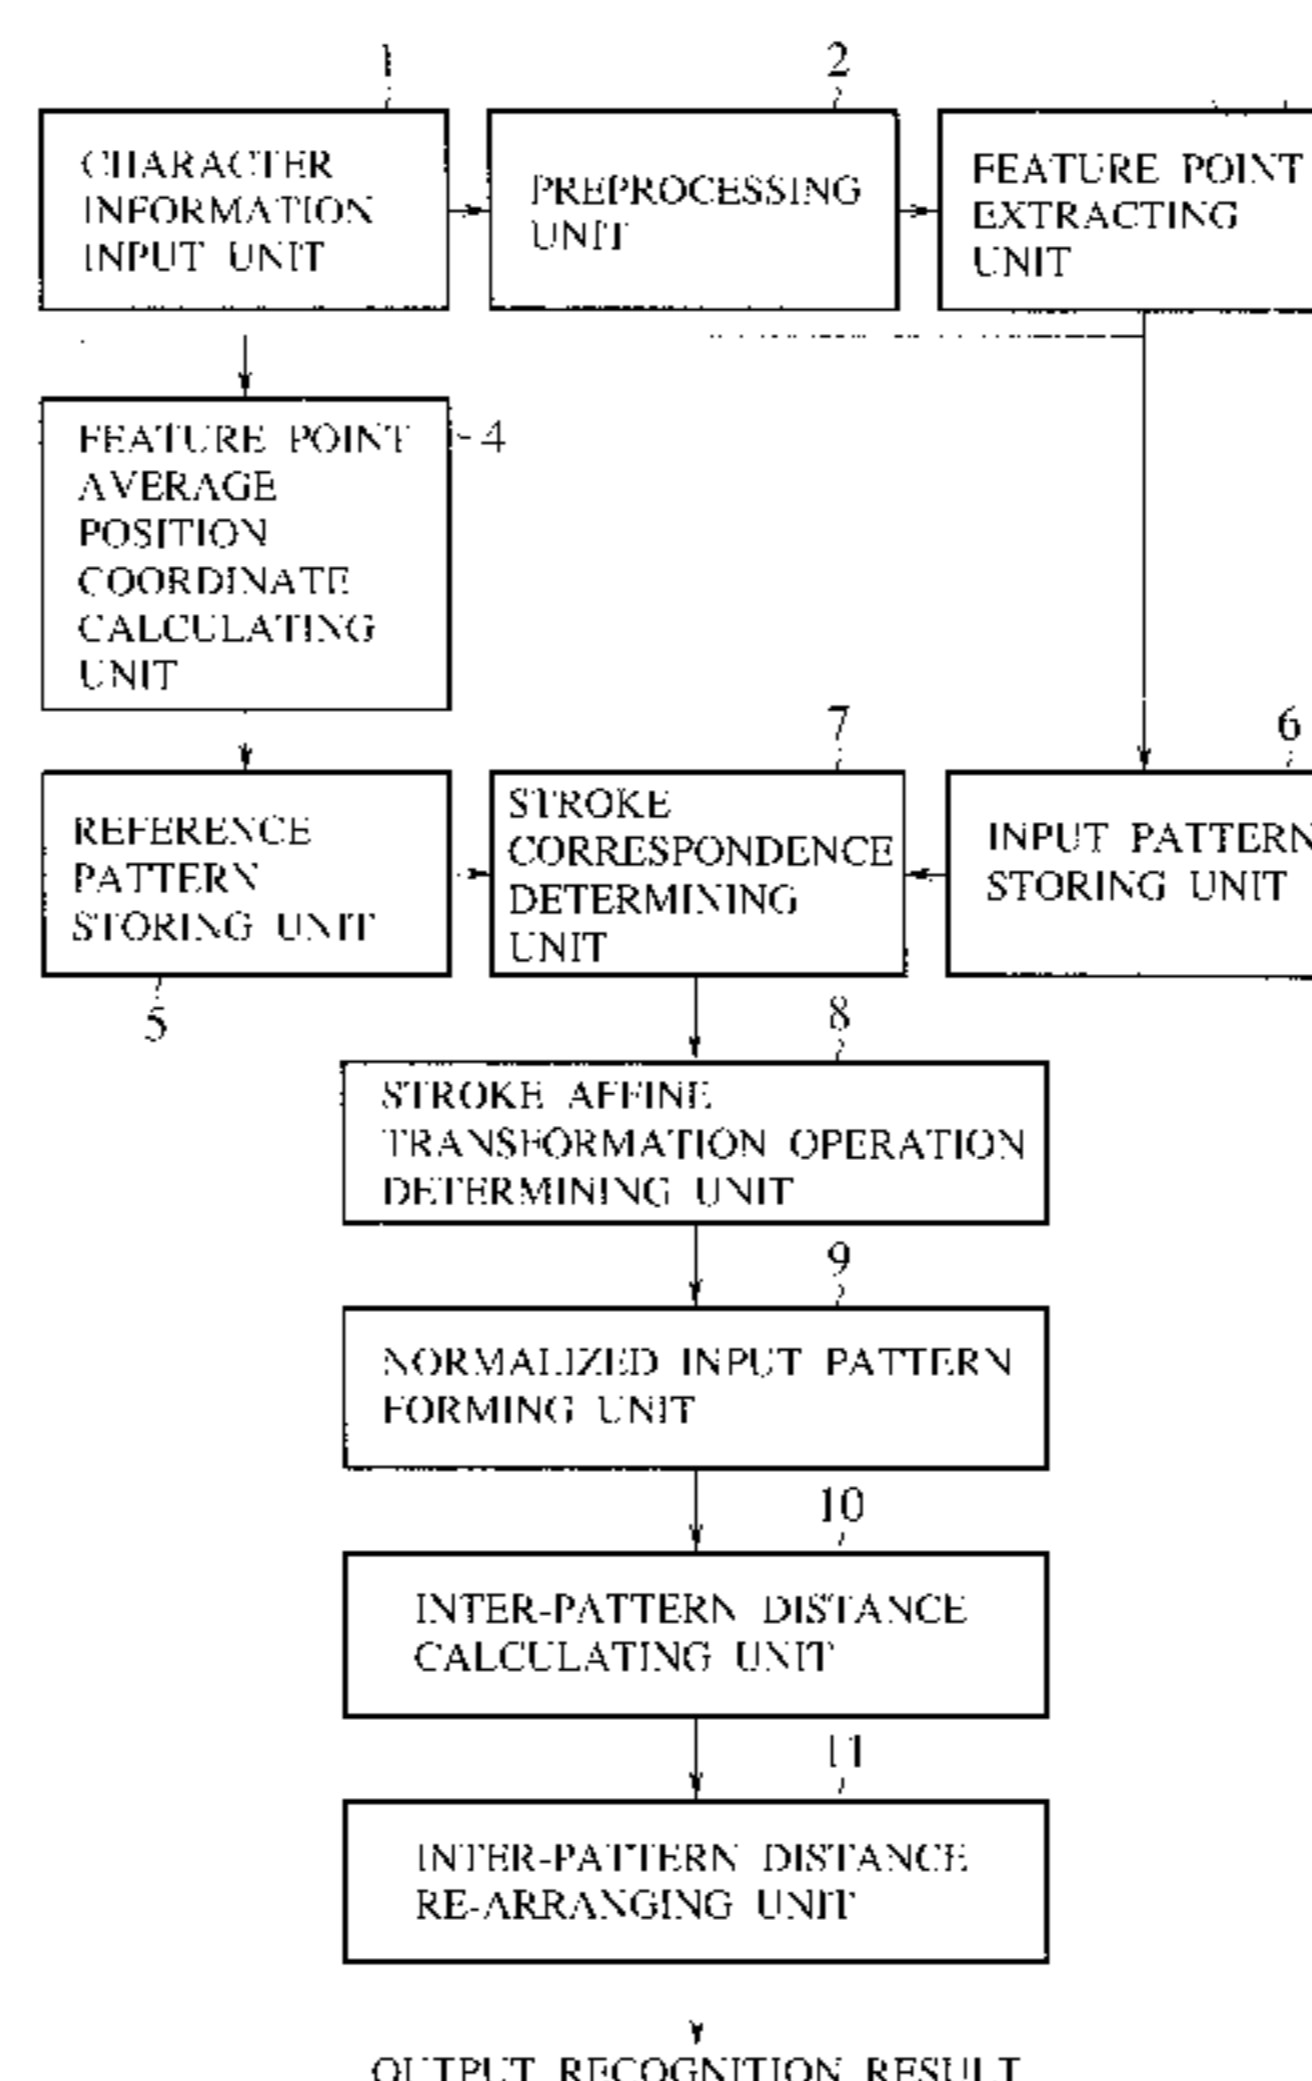 1
2
CHARACTER
INFORMATION
INPUT UNIT
PREPROCESSING
UNIT
FEATURE POINT
EXTRACTING
UNIT
FEATURE POINT
AVERAGE
POSITION
COORDINATE
CALCULATING
UNIT
4
7
6
REFERENCE
PATTERN
STORING UNIT
STROKE
CORRESPONDENCE
DETERMINING
UNIT
INPUT PATTERN
STORING UNIT
5
8
STROKE AFFINE
TRANSFORMATION OPERATION
DETERMINING UNIT
9
NORMALIZED INPUT PATTERN
FORMING UNIT
10
INTER-PATTERN DISTANCE
CALCULATING UNIT
11
INTER-PATTERN DISTANCE
RE-ARRANGING UNIT
OUTPUT RECOGNITION RESULT